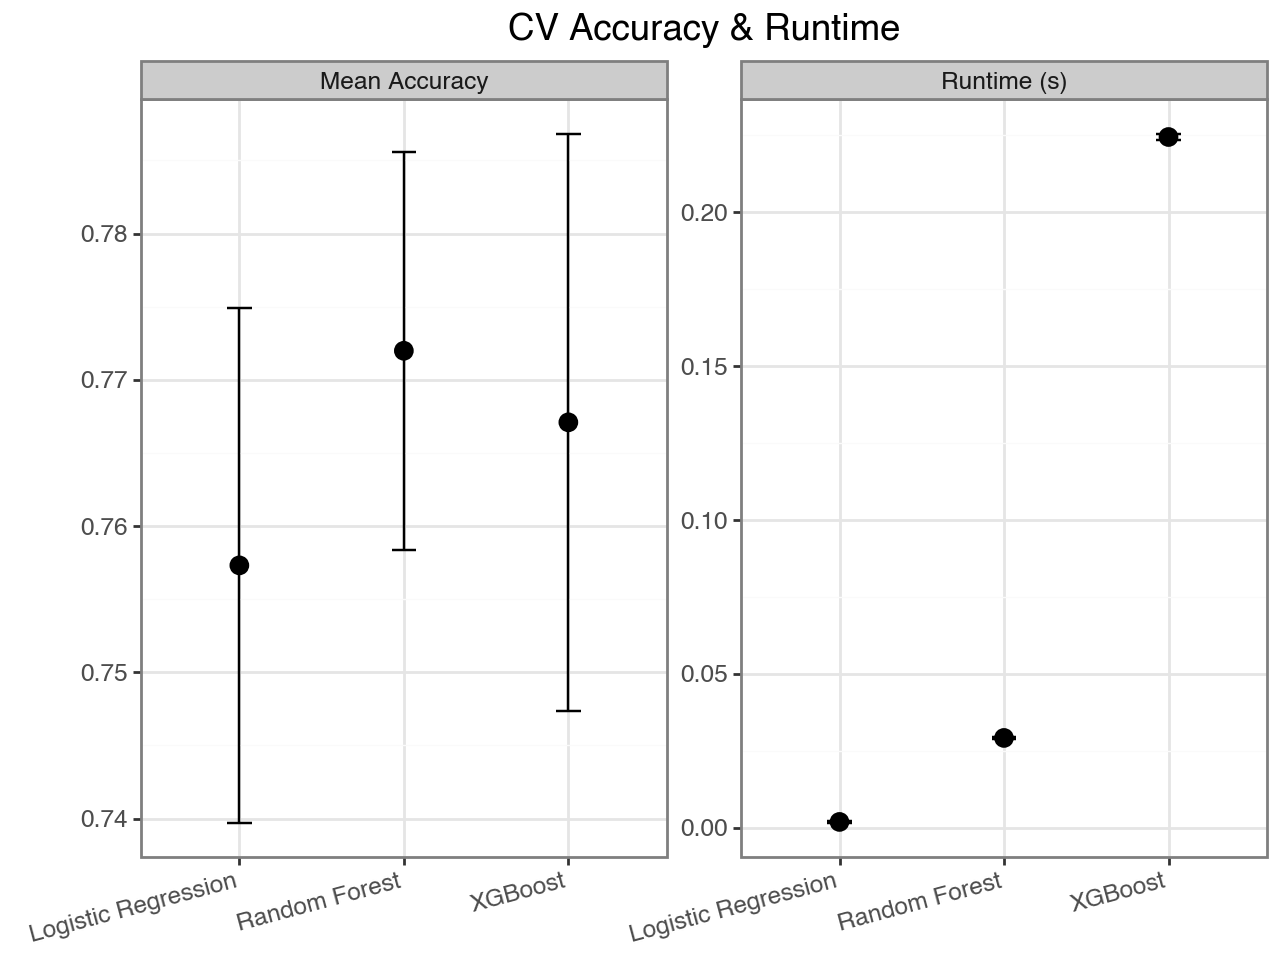 CV Accuracy & Runtime
Mean Accuracy
0.78
0.77
0.76
0.75
0.74
Logistic Regression
Random Forest
XGBoost
Runtime (s)
0.20
0.15
0.10
0.05
0.00
Logistic Regression
Random Forest
XGBoost